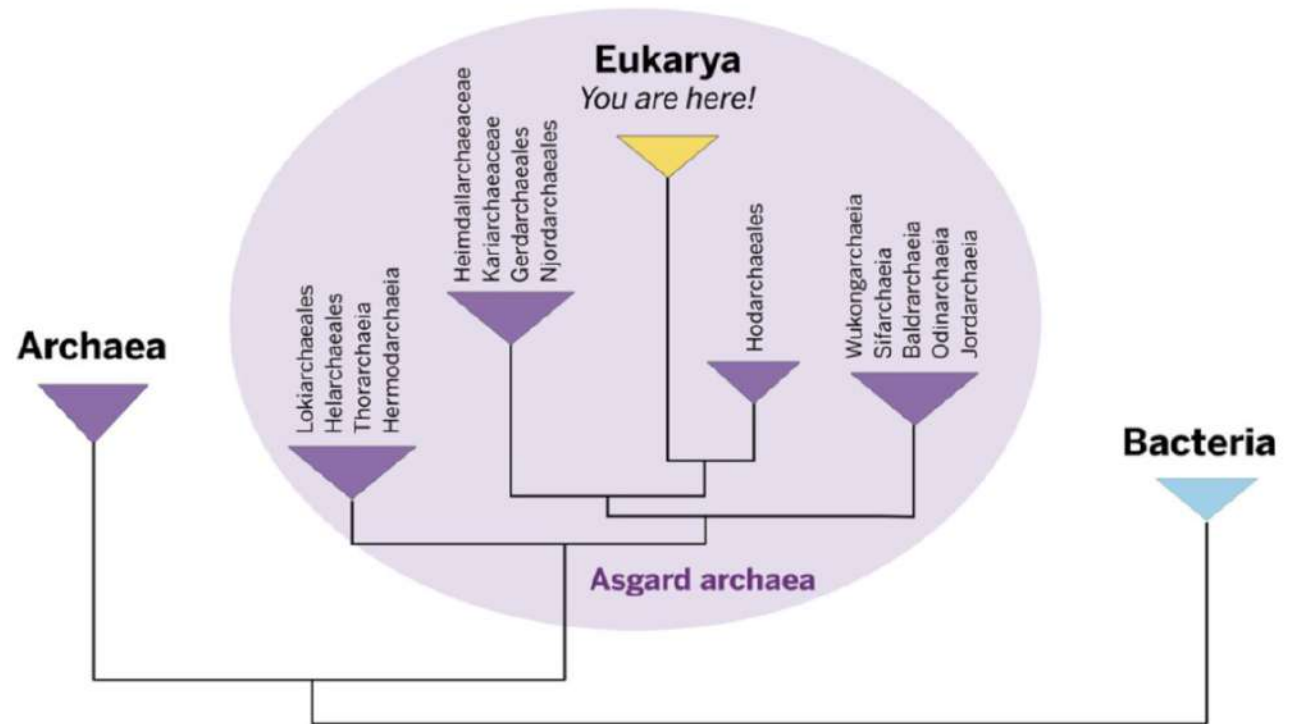 Eukarya
You are here!
Heimdallarchaeaceae
Kariarchaeaceae
Gerdarchaeales
Njordarchaeales
Hodarchaeales
Wukongarchaeia
Sifarchaeia
Baldrarchaeia
Odinarchaeia
Jordarchaeia
Lokiarchaeales
Helarchaeales
Thorarchaeia
Hermodarchaeia
Archaea
Bacteria
Asgard archaea